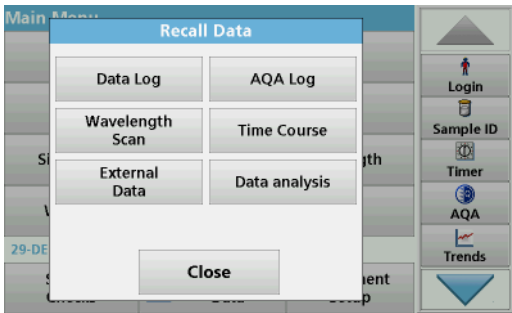 Main Menu
Recall Data
Data Log
AQA Log
Wavelength
Scan
Time Course
External
Data
Data analysis
Close
29-DE
Login
Sample ID
Timer
AQA
Trends